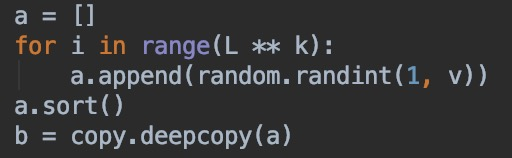 a = []
for i in range(L ** k):
    a.append(random.randint(1, v))
a.sort()
b = copy.deepcopy(a)